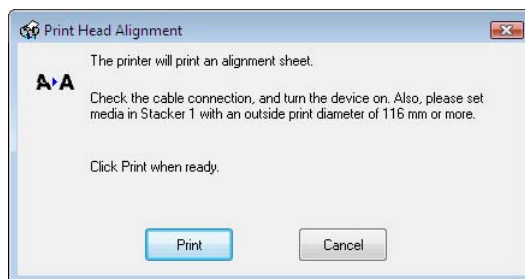 Print Head Alignment
The printer will print an alignment sheet.
A A
Check the cable connection, and turn the device on. Also, please set
media in Stacker 1 with an outside print diameter of 116 mm or more.
Click Print when ready.
Print
Cancel